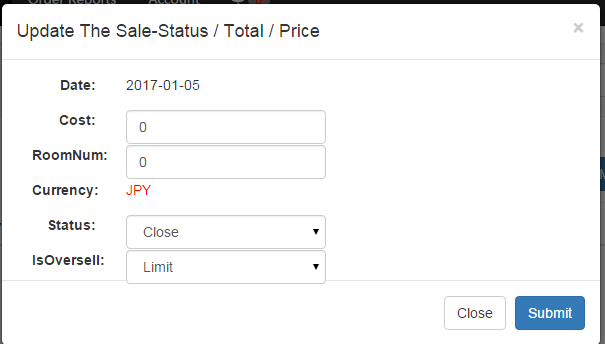 Order Reports Account
Update The Sale-Status / Total / Price ×
Date: 2017-01-05
Cost: 0
RoomNum: 0
Currency: JPY
Status: Close
IsOversell: Limit
Close Submit